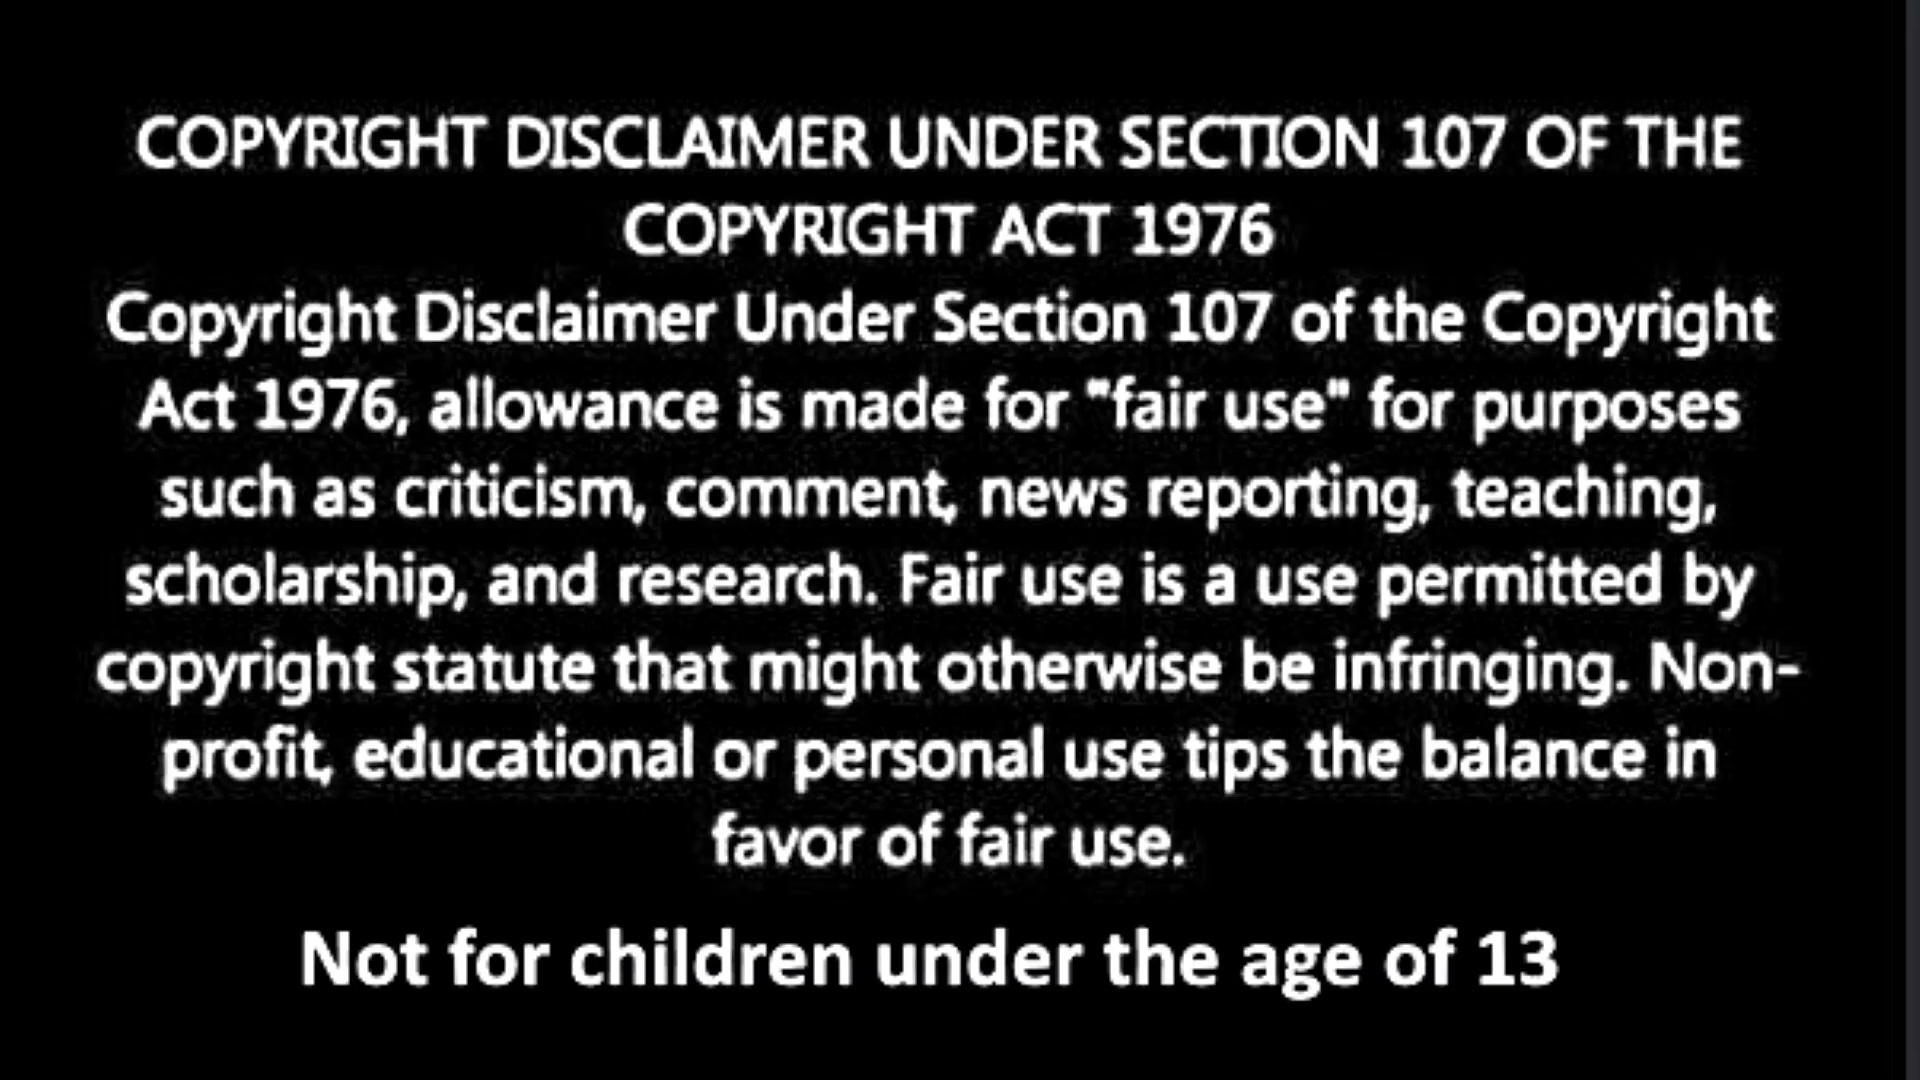 COPYRIGHT DISCLAIMER UNDER SECTION 107 OF THE
COPYRIGHT ACT 1976
Copyright Disclaimer Under Section 107 of the Copyright
Act 1976, allowance is made for "fair use" for purposes
such as criticism, comment, news reporting, teaching,
scholarship, and research. Fair use is a use permitted by
copyright statute that might otherwise be infringing. Non-
profit, educational or personal use tips the balance in
favor of fair use.
Not for children under the age of 13